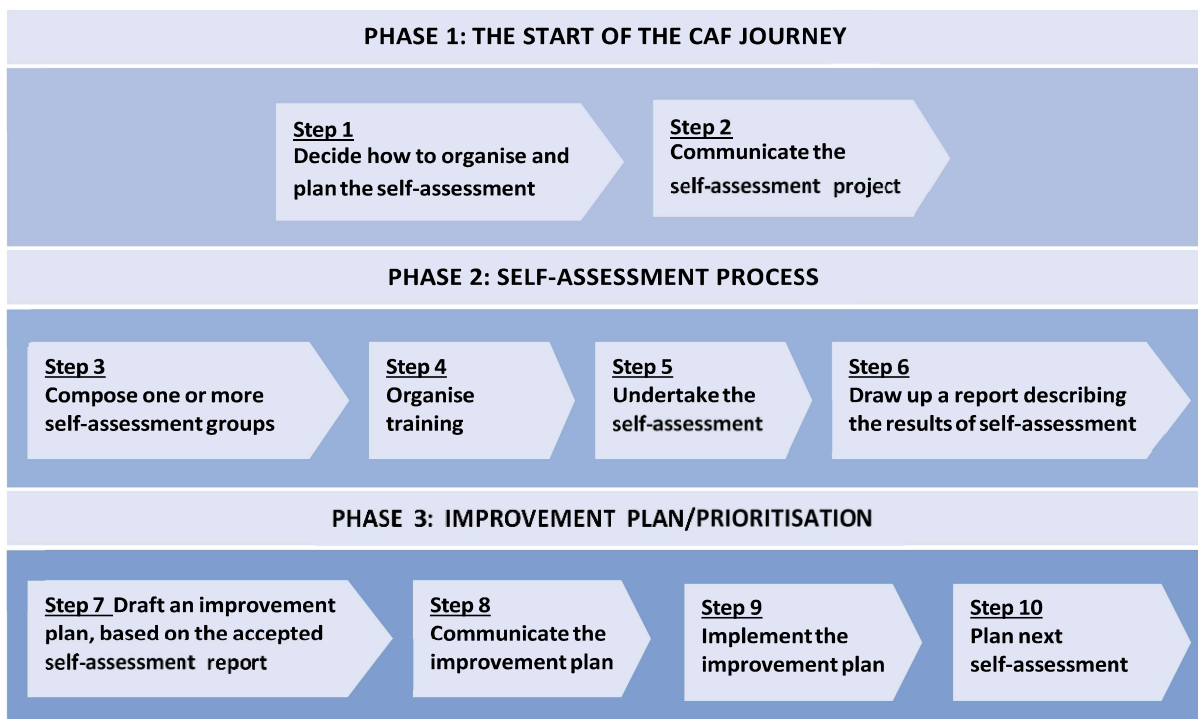 PHASE 1: THE START OF THE CAF JOURNEY
Step 1
Decide how to organise and
plan the self-assessment
Step 2
Communicate the
self-assessment project
PHASE 2: SELF-ASSESSMENT PROCESS
Step 3
Compose one or more
self-assessment groups
Step 4
Organise
training
Step 5
Undertake the
self-assessment
Step 6
Draw up a report describing
the results of self-assessment
PHASE 3: IMPROVEMENT PLAN/PRIORITISATION
Step 7 Draft an improvement
plan, based on the accepted
self-assessment report
Step 8
Communicate the
improvement plan
Step 9
Implement the
improvement plan
Step 10
Plan next
self-assessment